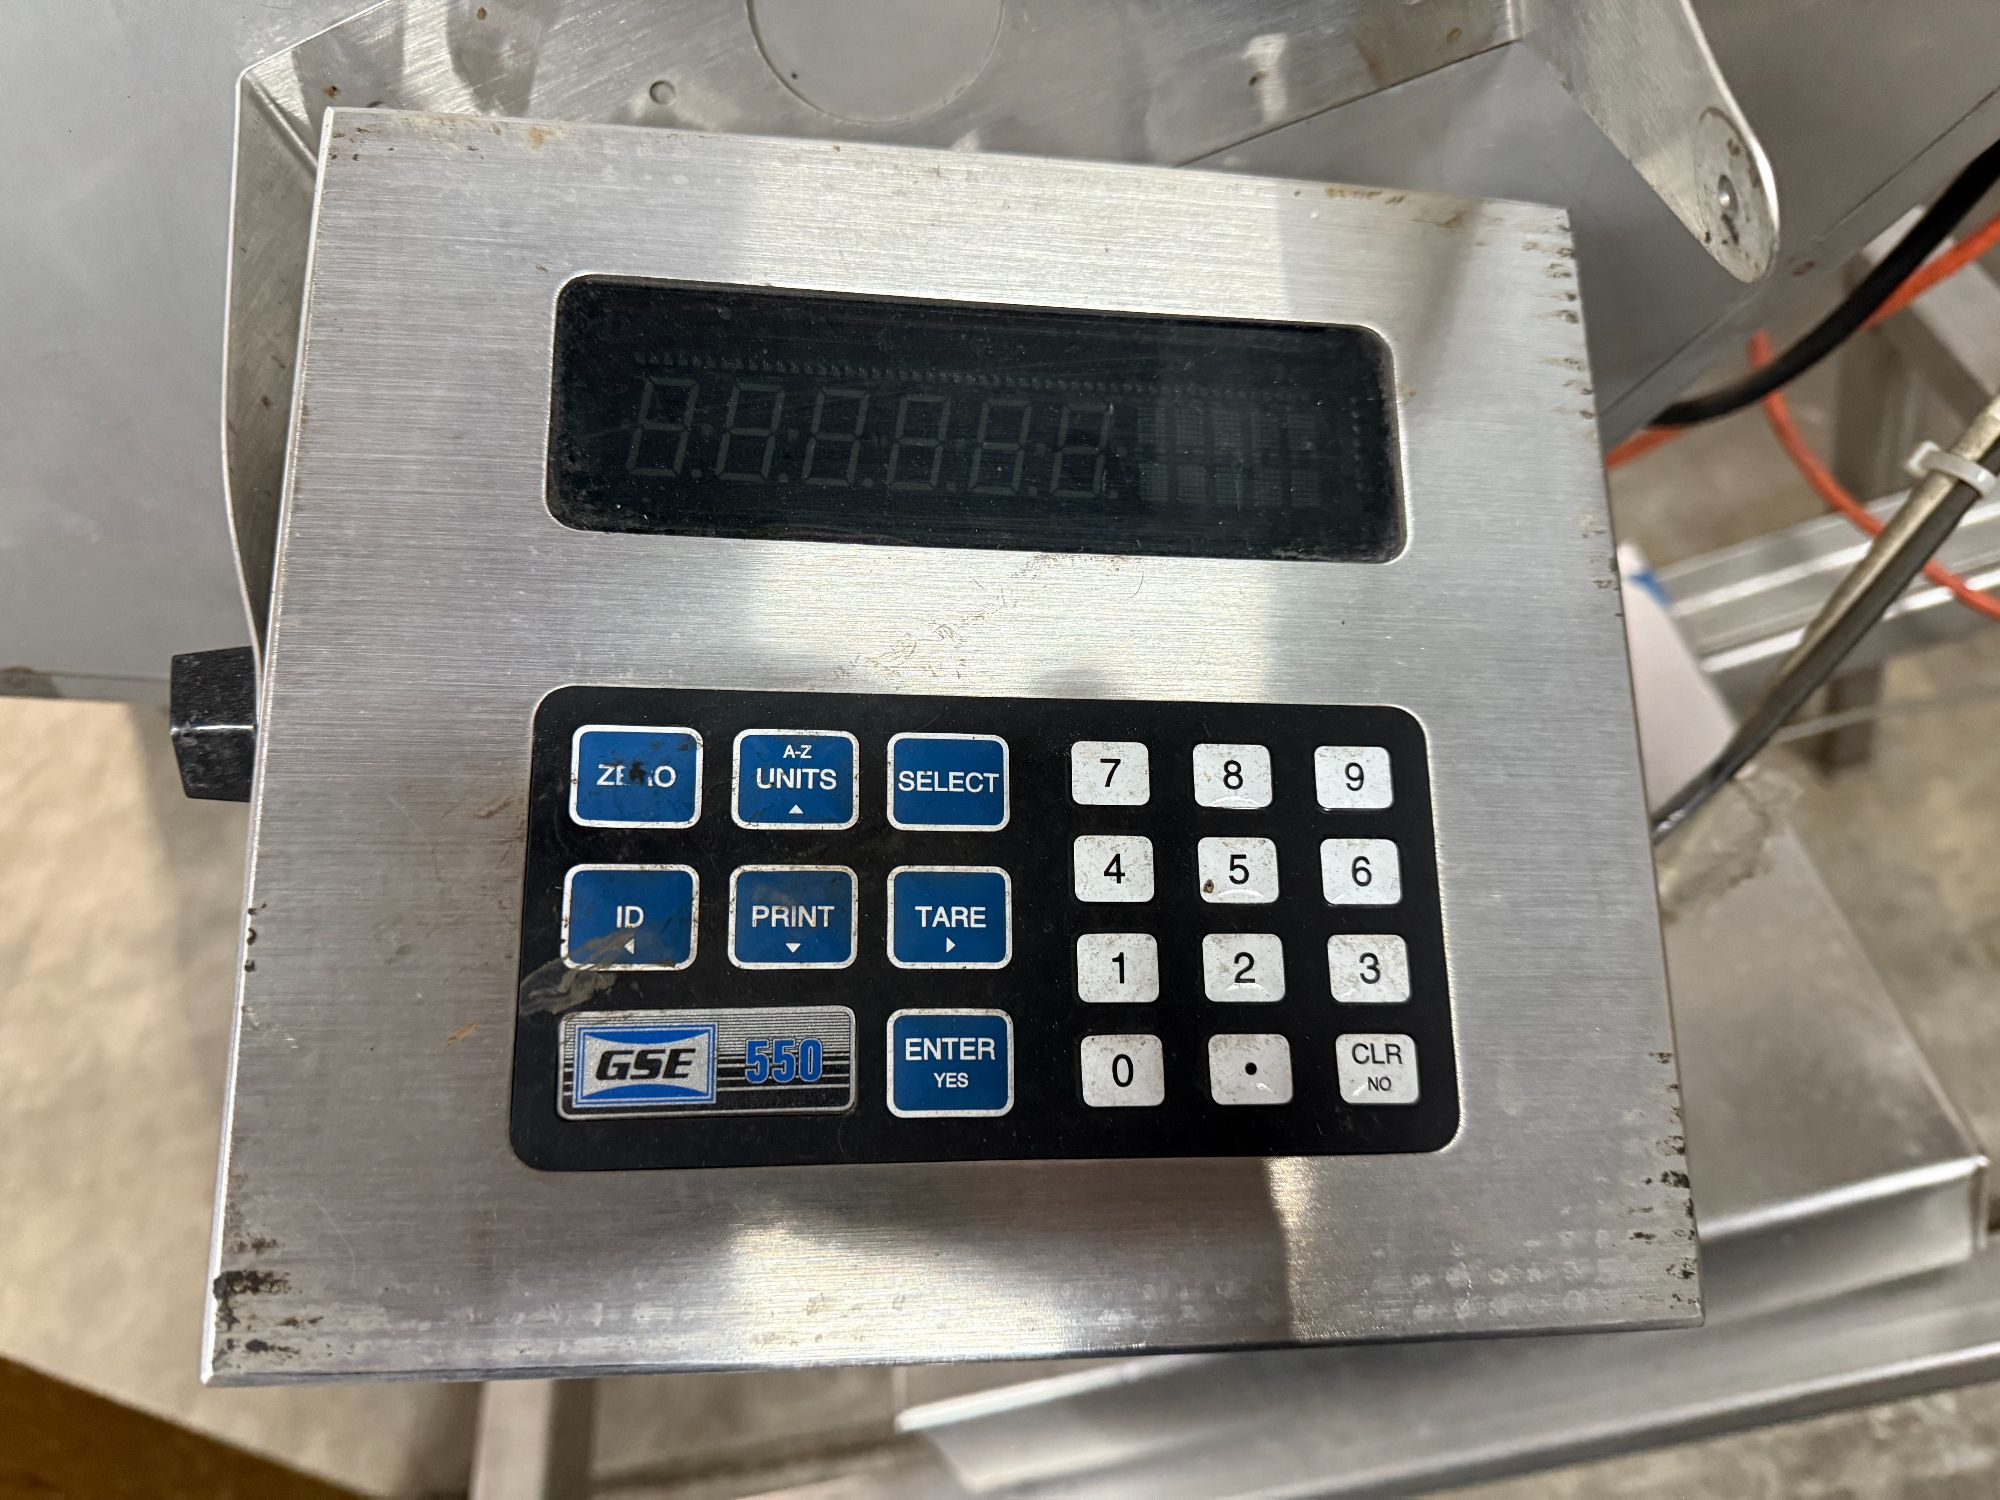 ZERO
A-Z
UNITS
SELECT
7
8
9
ID
PRINT
TARE
4
5
6
1
2
3
GSE 550
ENTER
YES
0
.
CLR
NO